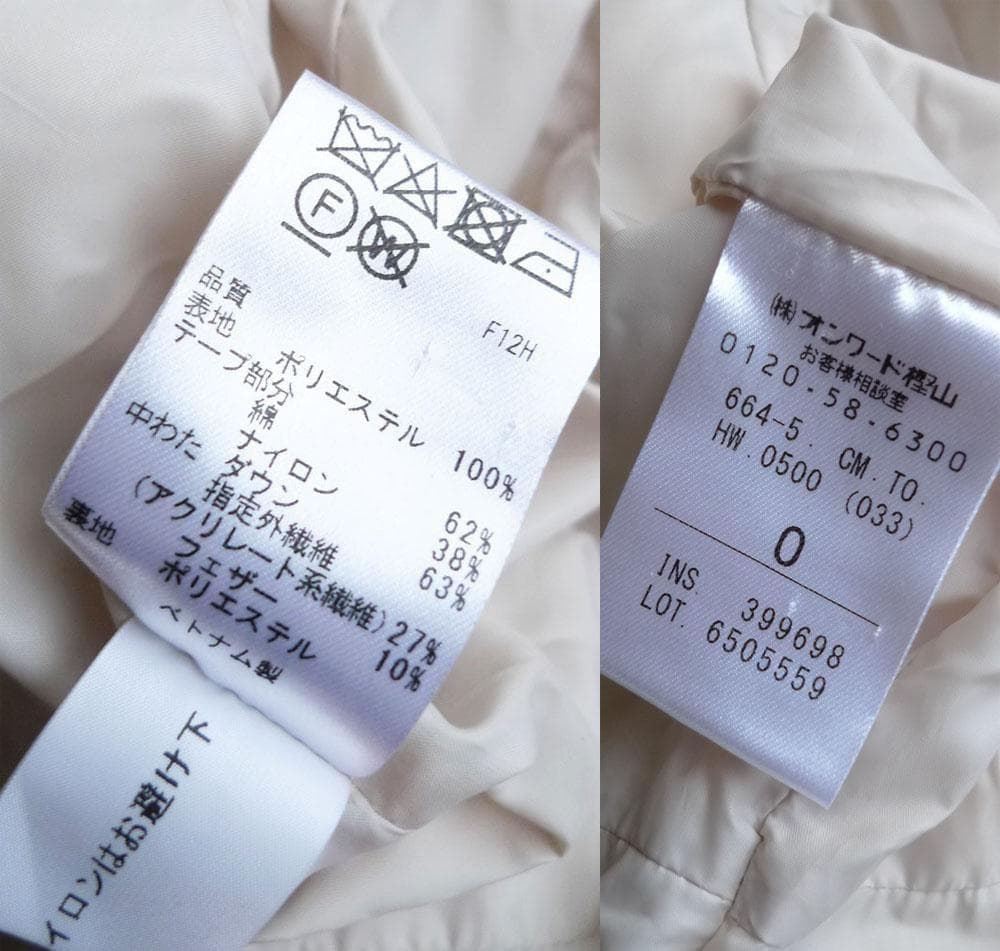 F
W
F12H
品質
表地 ポリエステル 100%
テープ部分
綿 62%
ナイロン 38%
中わた ダウン 63%
指定外繊維
(アクリレート系繊維) 27%
フェザー 10%
裏地 ポリエステル
ベトナム製
イロンはお避け下
(株)オンワード樫山
お客様相談室
0120-58-6300
664-5. CM.TO.
HW.0500 (033)
0
INS. 399698
LOT. 6505559